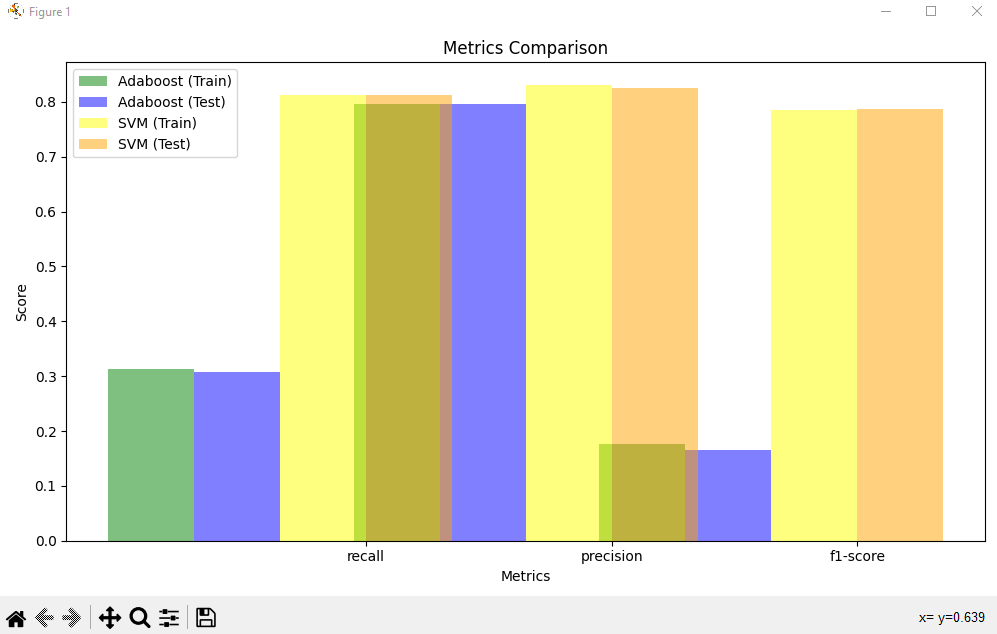 Figure 1
Metrics Comparison
Adaboost (Train)
Adaboost (Test)
SVM (Train)
SVM (Test)
0.8
0.7
0.6
0.5
0.4
0.3
0.2
0.1
0.0
Score
recall precision f1-score
Metrics
x= y=0.639